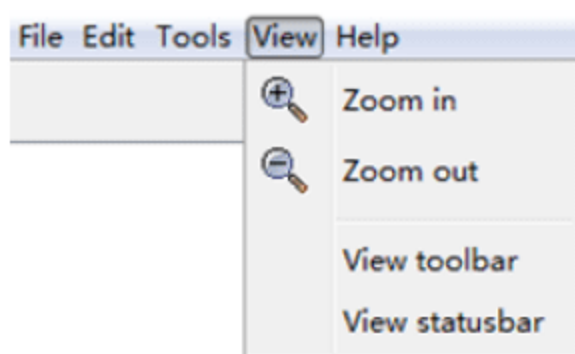 File Edit Tools View Help
Zoom in
Zoom out
View toolbar
View statusbar